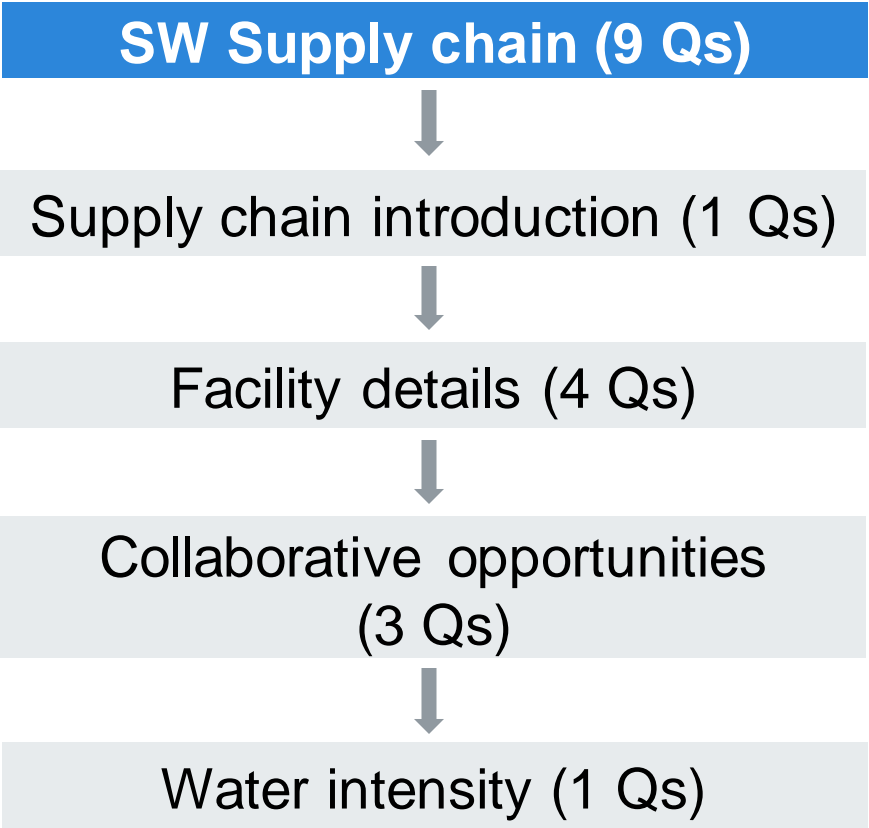 SW Supply chain (9 Qs)
Supply chain introduction (1 Qs)
Facility details (4 Qs)
Collaborative opportunities
(3 Qs)
Water intensity (1 Qs)